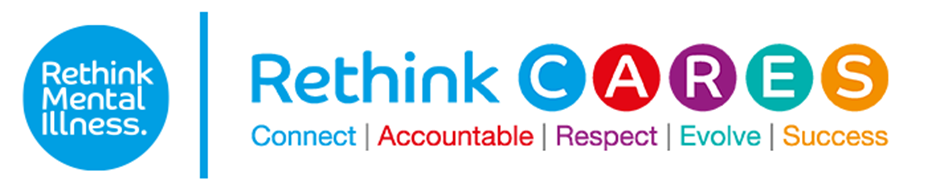 Rethink
Mental
Illness.
Rethink CARES
Connect | Accountable | Respect | Evolve | Success